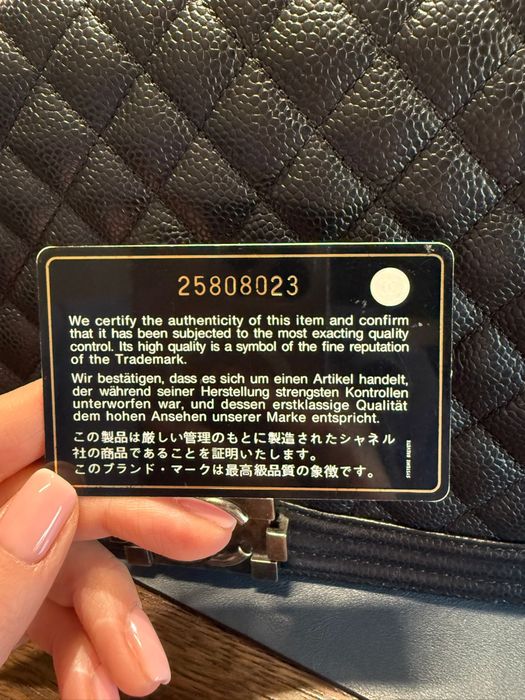 25808023
We certify the authenticity of this item and confirm
that it has been subjected to the most exacting quality
control. Its high quality is a symbol of the fine reputation
of the Trademark.
Wir bestätigen, dass es sich um einen Artikel handelt,
der während seiner Herstellung strengsten Kontrollen
unterworfen war, und dessen erstklassige Qualität
dem hohen Ansehen unserer Marke entspricht.
この製品は厳しい管理のもとに製造されたシャネル
社の商品であることを証明いたします。
このブランド・マークは最高級品質の象徴です。